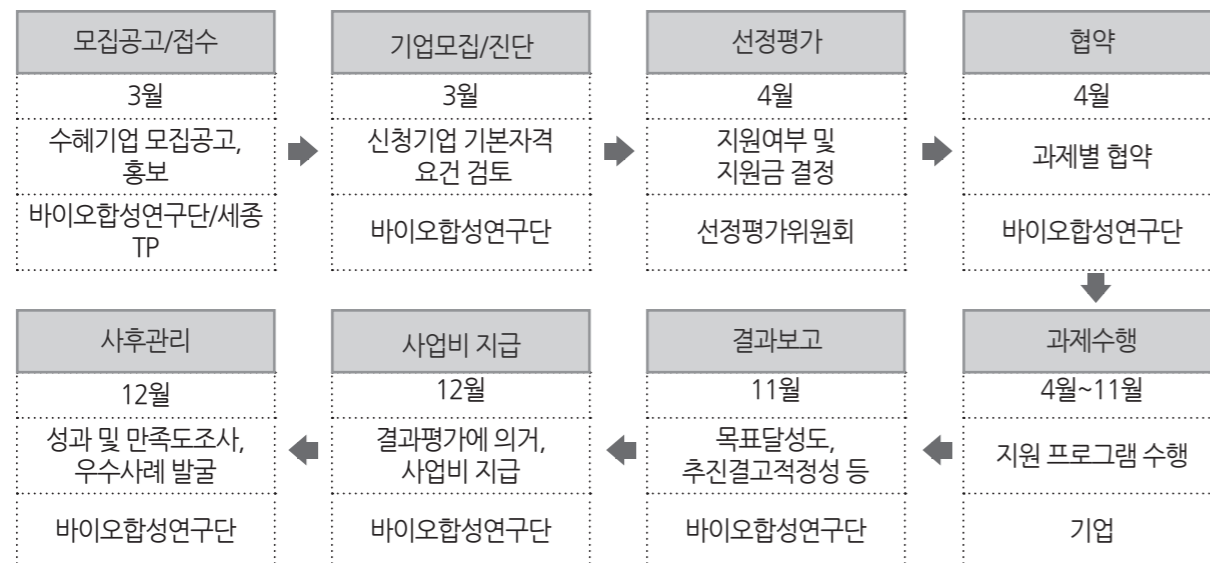 모집공고/접수
3월
수혜기업 모집공고,
홍보
바이오합성연구단/세종
TP
기업모집/진단
3월
신청기업 기본자격
요건 검토
바이오합성연구단
선정평가
4월
지원여부 및
지원금 결정
선정평가위원회
협약
4월
과제별 협약
바이오합성연구단
과제수행
4월~11월
지원 프로그램 수행
기업
결과보고
11월
목표달성도,
추진결고적정성 등
바이오합성연구단
사업비 지급
12월
결과평가에 의거,
사업비 지급
바이오합성연구단
사후관리
12월
성과 및 만족도조사,
우수사례 발굴
바이오합성연구단